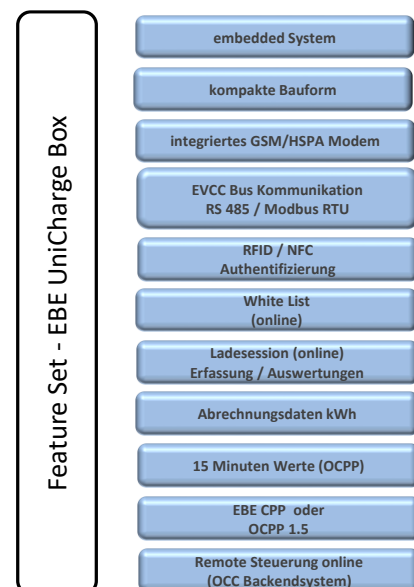 Feature Set - EBE UniCharge Box
embedded System
kompakte Bauform
integriertes GSM/HSPA Modem
EVCC Bus Kommunikation
RS 485 / Modbus RTU
RFID / NFC
Authentifizierung
White List
(online)
Ladesession (online)
Erfassung / Auswertungen
Abrechnungsdaten kWh
15 Minuten Werte (OCPP)
EBE CPP oder
OCPP 1.5
Remote Steuerung online
(OCC Backendsystem)